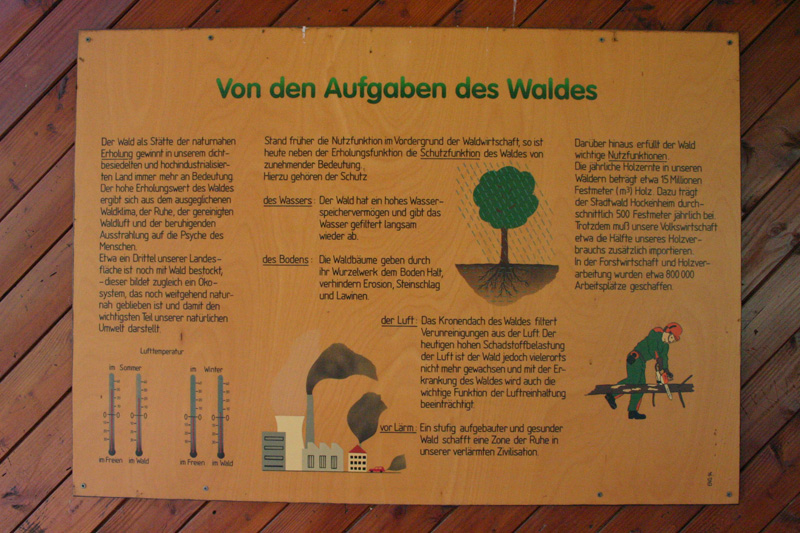 Von den Aufgaben des Waldes
Der Wald als Stätte der naturnahen
Erholung gewinnt in unserem dicht-
besiedelten und hochindustrialisier-
ten Land immer mehr an Bedeutung.
Der hohe Erholungswert des Waldes
ergibt sich aus dem ausgeglichenen
Waldklima, der Ruhe, der gereinigten
Waldluft und der beruhigenden
Ausstrahlung auf die Psyche des
Menschen.
Etwa ein Drittel unserer Landes-
fläche ist noch mit Wald bestockt,
- dieser bildet zugleich ein Öko-
system, das noch weitgehend natur-
nah geblieben ist und damit den
wichtigsten Teil unserer natürlichen
Umwelt darstellt.
Lufttemperatur
im Sommer
im Winter
im Freien
im Wald
im Freien
im Wald
Stand früher die Nutzfunktion im Vordergrund der Waldwirtschaft, so ist
heute neben der Erholungsfunktion die Schutzfunktion des Waldes von
zunehmender Bedeutung.
Hierzu gehören der Schutz
des Wassers: Der Wald hat ein hohes Wasser-
speichervermögen und gibt das
Wasser gefiltert langsam
wieder ab.
des Bodens: Die Waldbäume geben durch
ihr Wurzelwerk dem Boden Halt,
verhindern Erosion, Steinschlag
und Lawinen.
der Luft: Das Kronendach des Waldes filtert
Verunreinigungen aus der Luft. Der
heutigen hohen Schadstoffbelastung
der Luft ist der Wald jedoch vielerorts
nicht mehr gewachsen und mit der Er-
krankung des Waldes wird auch die
wichtige Funktion der Luftreinhaltung
beeinträchtigt.
vor Lärm: Ein stufig aufgebauter und gesunder
Wald schafft eine Zone der Ruhe in
unserer verlärmten Zivilisation.
Darüber hinaus erfüllt der Wald
wichtige Nutzfunktionen.
Die jährliche Holzernte in unseren
Wäldern beträgt etwa 15 Millionen
Festmeter (m³) Holz. Dazu trägt
der Stadtwald Hockenheim durch-
schnittlich 500 Festmeter jährlich bei.
Trotzdem muß unsere Volkswirtschaft
etwa die Hälfte unseres Holzver-
brauchs zusätzlich importieren.
In der Forstwirtschaft und Holzver-
arbeitung wurden etwa 800 000
Arbeitsplätze geschaffen.